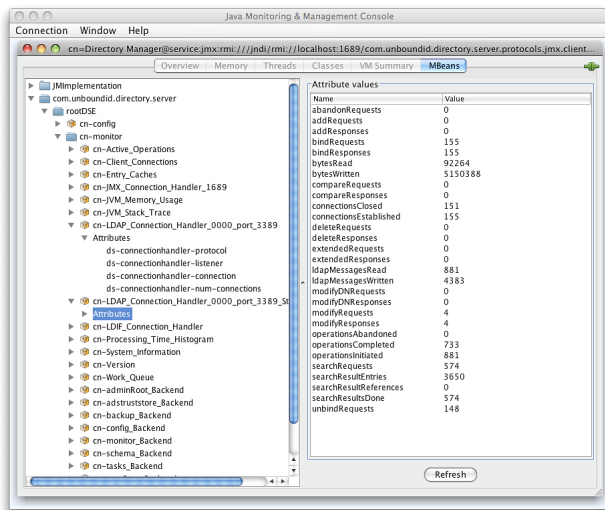 Java Monitoring & Management Console
Connection Window Help
cn=Directory Manager@service:jmx:rmi:///jndi/rmi://localhost:1689/com.unboundid.directory.server.protocols.jmx.client...
Overview Memory Threads Classes VM Summary MBeans
JMImplementation
com.unboundid.directory.server
rootDSE
cn-config
cn-monitor
cn-Active_Operations
cn-Client_Connections
cn-Entry_Caches
cn-JMX_Connection_Handler_1689
cn-JVM_Memory_Usage
cn-JVM_Stack_Trace
cn-LDAP_Connection_Handler_0000_port_3389
Attributes
ds-connectionhandler-protocol
ds-connectionhandler-listener
ds-connectionhandler-connection
ds-connectionhandler-num-connections
cn-LDAP_Connection_Handler_0000_port_3389_St
Attributes
cn-LDIF_Connection_Handler
cn-Processing_Time_Histogram
cn-System_Information
cn-Version
cn-Work_Queue
cn-adminRoot_Backend
cn-adstruststore_Backend
cn-backup_Backend
cn-config_Backend
cn-monitor_Backend
cn-schema_Backend
cn-tasks_Backend
Attribute values
Name Value
abandonRequests 0
addRequests 0
addResponses 0
bindRequests 155
bindResponses 155
bytesRead 92264
bytesWritten 5150388
compareRequests 0
compareResponses 0
connectionsClosed 151
connectionsEstablished 155
deleteRequests 0
deleteResponses 0
extendedRequests 0
extendedResponses 0
ldapMessagesRead 881
ldapMessagesWritten 4383
modifyDNRequests 0
modifyDNResponses 0
modifyRequests 4
modifyResponses 4
operationsAbandoned 0
operationsCompleted 733
operationsInitiated 881
searchRequests 574
searchResultEntries 3650
searchResultReferences 0
searchResultsDone 574
unbindRequests 148
Refresh